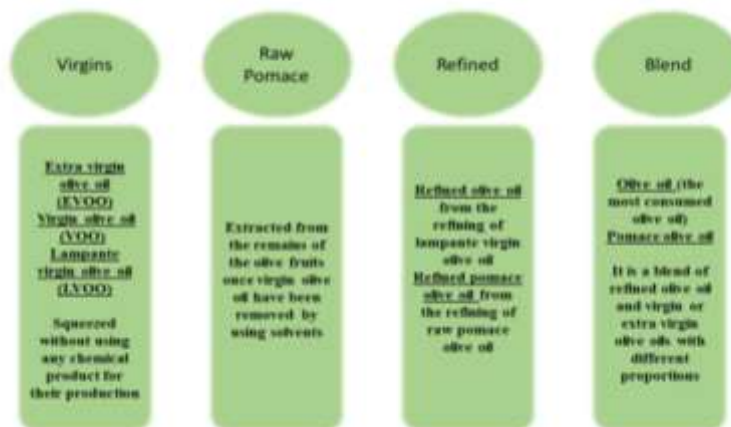 Virgins
Raw
Pomace
Refined
Blend
Extra virgin
olive oil
(EVOO)
Virgin olive oil
(VOO)
Lampante
virgin olive oil
(LVOO)
Squeezed
without using
any chemical
product for
their production
Extracted from
the remains of
the olive fruits
once virgin olive
oil have been
removed by
using solvents
Refined olive oil
from the
refining of
lampante virgin
olive oil
Refined pomace
olive oil from
the refining of
raw pomace
olive oil
Olive oil (the
most consumed
olive oil)
Pomace olive oil
It is a blend of
refined olive oil
and virgin or
extra virgin
olive oils with
different
proportions